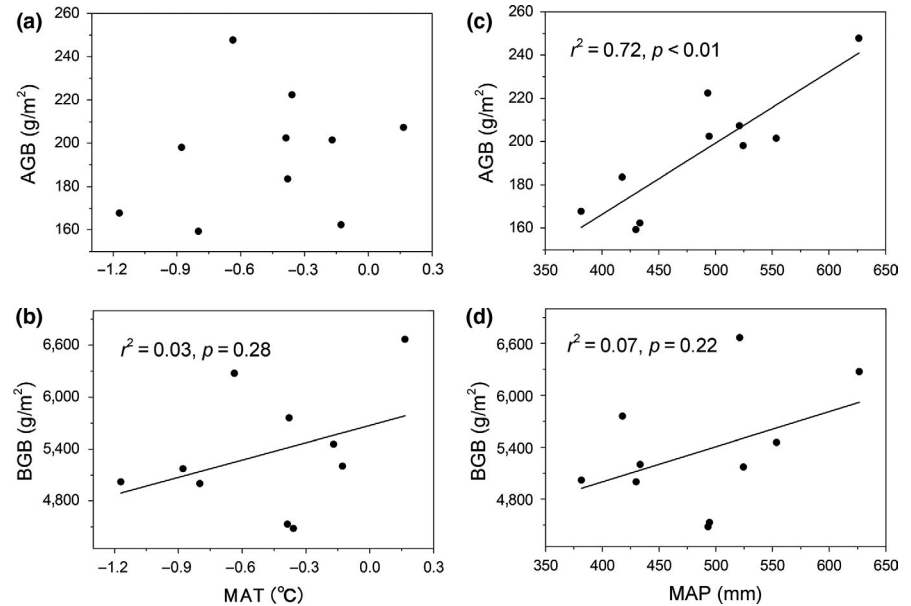 (a)
260
240
220
200
180
160
AGB (g/m²)
−1.2 −0.9 −0.6 −0.3 0.0 0.3
(c)
260
240
220
200
180
160
AGB (g/m²)
r² = 0.72, p < 0.01
350 400 450 500 550 600 650
(b)
6,600
6,000
5,400
4,800
BGB (g/m²)
r² = 0.03, p = 0.28
−1.2 −0.9 −0.6 −0.3 0.0 0.3
MAT (°C)
(d)
6,600
6,000
5,400
4,800
BGB (g/m²)
r² = 0.07, p = 0.22
350 400 450 500 550 600 650
MAP (mm)